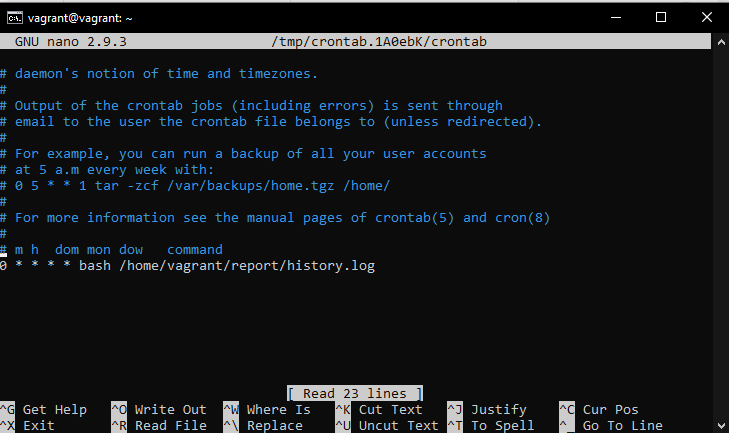 vagrant@vagrant: ~
GNU nano 2.9.3 /tmp/crontab.1A0ebK/crontab
# daemon's notion of time and timezones.
#
# Output of the crontab jobs (including errors) is sent through
# email to the user the crontab file belongs to (unless redirected).
#
# For example, you can run a backup of all your user accounts
# at 5 a.m every week with:
# 0 5 * * 1 tar -zcf /var/backups/home.tgz /home/
#
# For more information see the manual pages of crontab(5) and cron(8)
#
# m h  dom mon dow   command
0 * * * * bash /home/vagrant/report/history.log
[ Read 23 lines ]
^G Get Help ^O Write Out ^W Where Is ^K Cut Text ^J Justify ^C Cur Pos
^X Exit ^R Read File ^\ Replace ^U Uncut Text ^T To Spell ^_ Go To Line